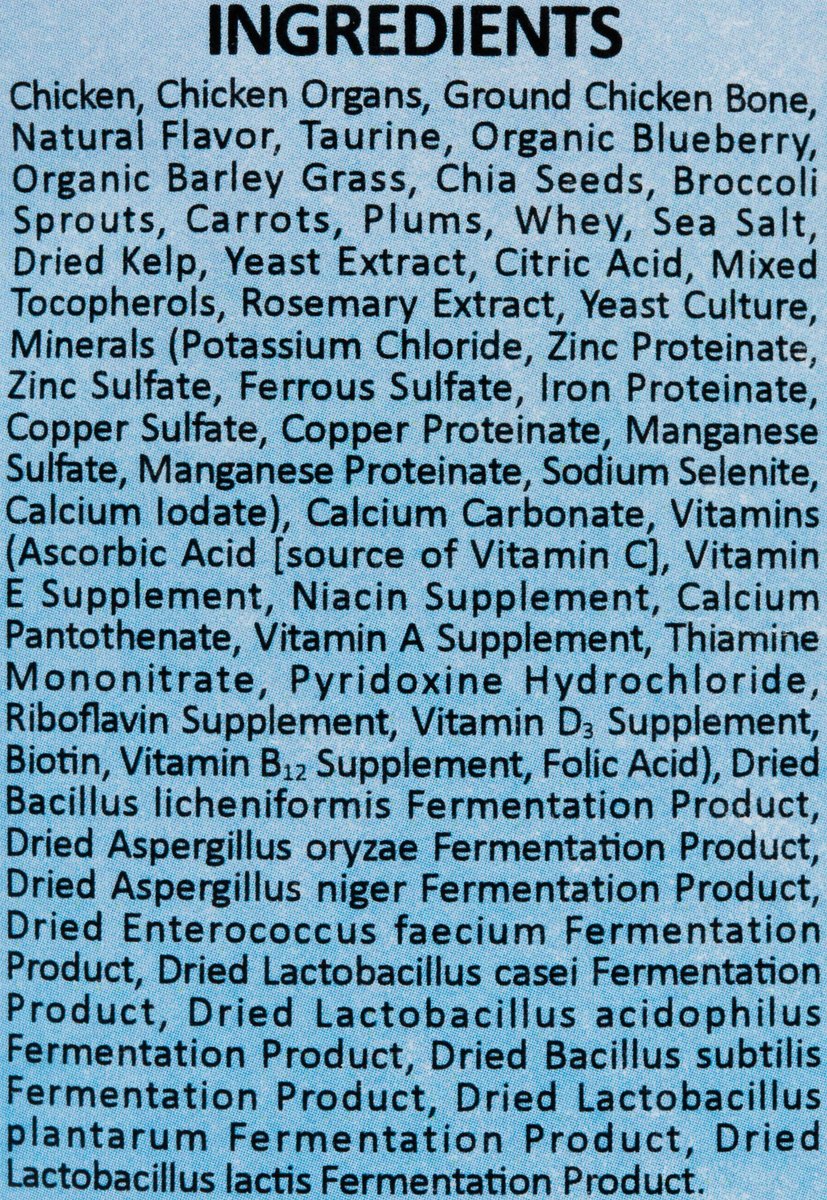 INGREDIENTS
Chicken, Chicken Organs, Ground Chicken Bone,
Natural Flavor, Taurine, Organic Blueberry,
Organic Barley Grass, Chia Seeds, Broccoli
Sprouts, Carrots, Plums, Whey, Sea Salt,
Dried Kelp, Yeast Extract, Citric Acid, Mixed
Tocopherols, Rosemary Extract, Yeast Culture,
Minerals (Potassium Chloride, Zinc Proteinate,
Zinc Sulfate, Ferrous Sulfate, Iron Proteinate,
Copper Sulfate, Copper Proteinate, Manganese
Sulfate, Manganese Proteinate, Sodium Selenite,
Calcium Iodate), Calcium Carbonate, Vitamins
(Ascorbic Acid [source of Vitamin C], Vitamin
E Supplement, Niacin Supplement, Calcium
Pantothenate, Vitamin A Supplement, Thiamine
Mononitrate, Pyridoxine Hydrochloride,
Riboflavin Supplement, Vitamin D₃ Supplement,
Biotin, Vitamin B₁₂ Supplement, Folic Acid), Dried
Bacillus licheniformis Fermentation Product,
Dried Aspergillus oryzae Fermentation Product,
Dried Aspergillus niger Fermentation Product,
Dried Enterococcus faecium Fermentation
Product, Dried Lactobacillus casei Fermentation
Product, Dried Lactobacillus acidophilus
Fermentation Product, Dried Bacillus subtilis
Fermentation Product, Dried Lactobacillus
plantarum Fermentation Product, Dried
Lactobacillus lactis Fermentation Product.